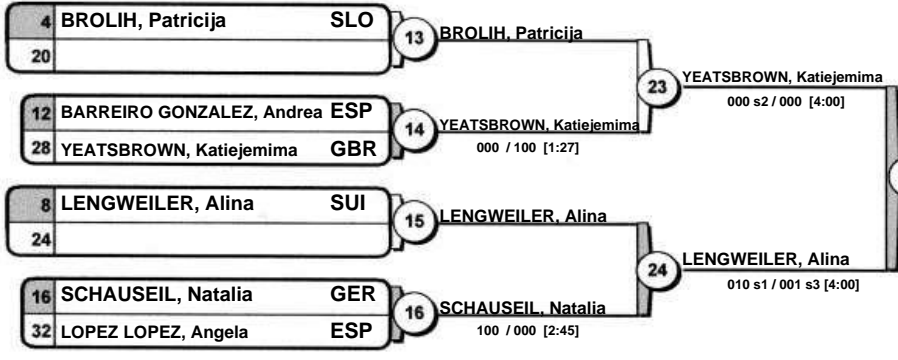 4 BROLIH, Patricija SLO
20
13
BROLIH, Patricija
12 BARREIRO GONZALEZ, Andrea ESP
28 YEATSBROWN, Katiejemima GBR
14
YEATSBROWN, Katiejemima
000 / 100 [1:27]
23
YEATSBROWN, Katiejemima
000 s2 / 000 [4:00]
8 LENGWEILER, Alina SUI
24
15
LENGWEILER, Alina
16 SCHAUSEIL, Natalia GER
32 LOPEZ LOPEZ, Angela ESP
16
SCHAUSEIL, Natalia
100 / 000 [2:45]
24
LENGWEILER, Alina
010 s1 / 001 s3 [4:00]